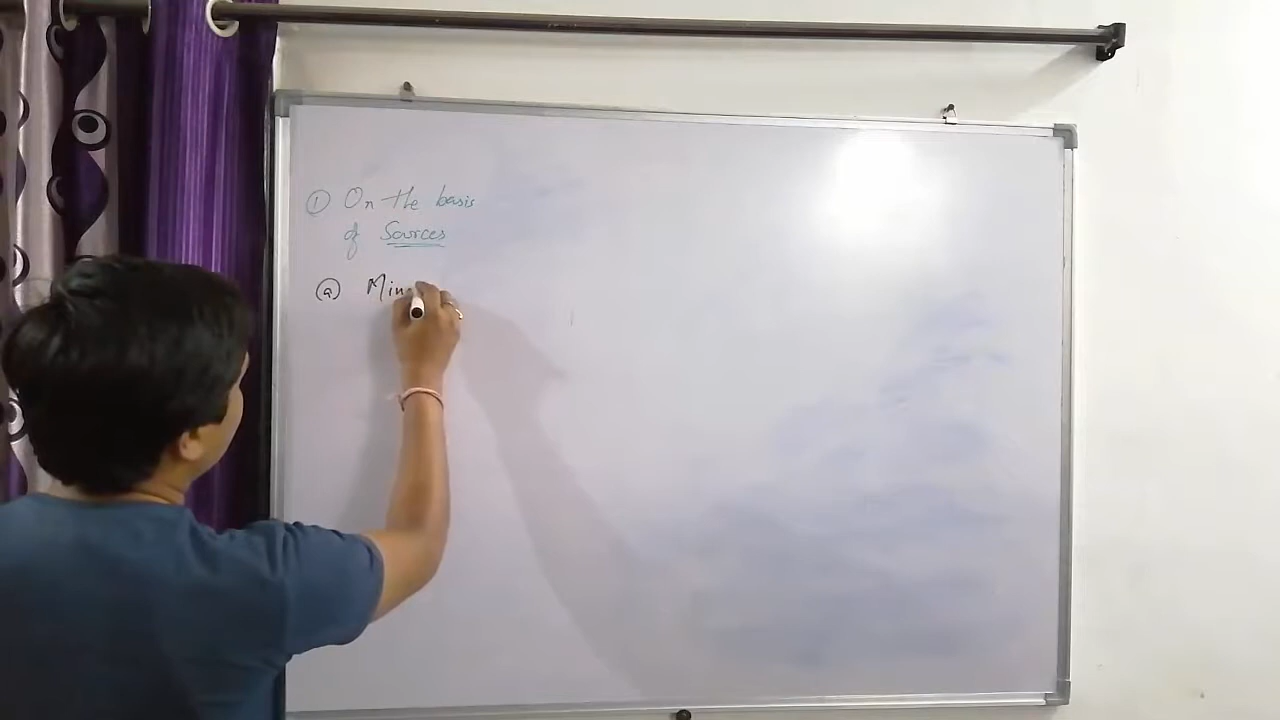 ① On the basis
of Sources
ⓐ Min